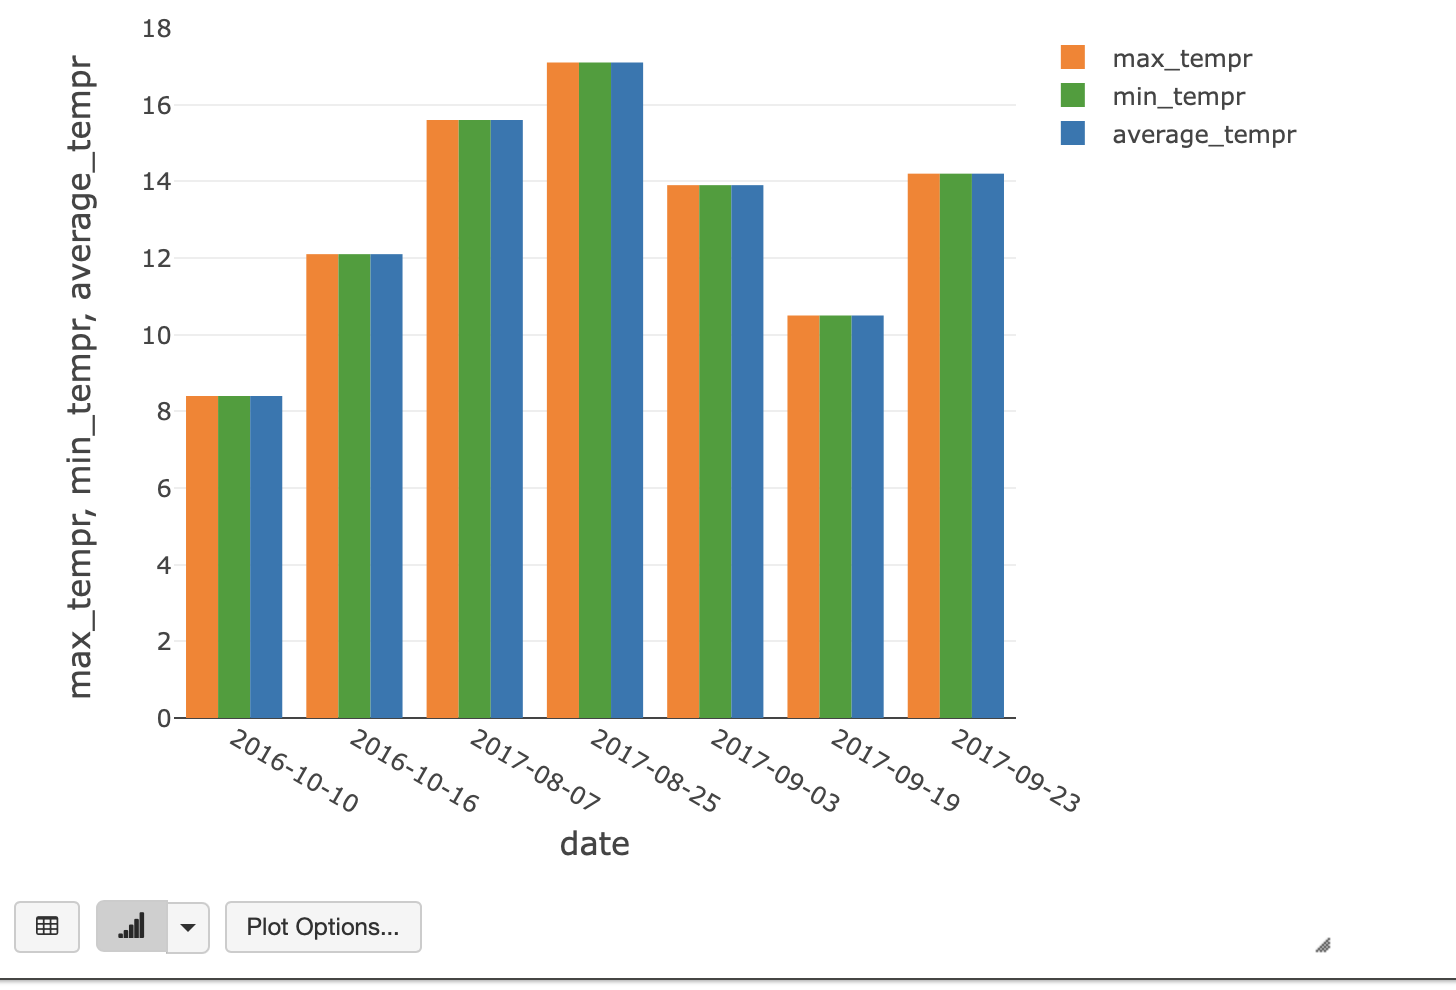 max_tempr, min_tempr, average_tempr
18
16
14
12
10
8
6
4
2
0
2016-10-10
2016-10-16
2017-08-07
2017-08-25
2017-09-03
2017-09-19
2017-09-23
date
max_tempr
min_tempr
average_tempr
Plot Options...